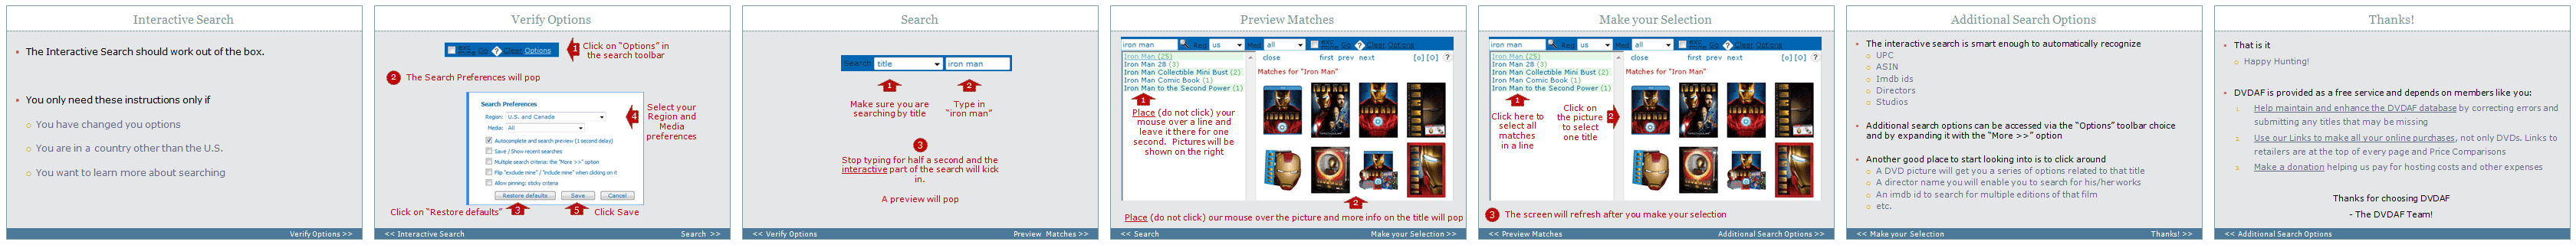 Interactive Search
The Interactive Search should work out of the box.
You only need these instructions only if
You have changed you options
You are in a country other than the U.S.
You want to learn more about searching
Verify Options >>
Verify Options
Go ? Clear Options
1 Click on "Options" in
the search toolbar
2 The Search Preferences will pop
Search Preferences
Region: U.S. and Canada
Media: All
Autocomplete and search preview (1 second delay)
Save / Show recent searches
Multiple search criteria: the "More >>" option
Flip "exclude mine" / "include mine" when clicking on it
Allow pinning: sticky criteria
Restore defaults Save Cancel
4 Select your
Region and
Media
preferences
Click on "Restore defaults" 3 5 Click Save
<< Interactive Search Search >>
Search
Search title iron man
1 2
Make sure you are
searching by title
Type in
"iron man"
3
Stop typing for half a second and the
interactive part of the search will kick
in.
A preview will pop
<< Verify Options Preview Matches >>
Preview Matches
iron man Reg us Med all Go ? Clear Options
Iron Man (25)
Iron Man 28 (3)
Iron Man Collectible Mini Bust (2)
Iron Man Comic Book (1)
Iron Man to the Second Power (1)
close first prev next [o] [O] ?
Matches for "Iron Man"
1
Place (do not click) your
mouse over a line and
leave it there for one
second. Pictures will be
shown on the right
2
Place (do not click) our mouse over the picture and more info on the title will pop
<< Search Make your Selection >>
Make your Selection
iron man Reg us Med all Go ? Clear Options
Iron Man (25)
Iron Man 28 (3)
Iron Man Collectible Mini Bust (2)
Iron Man Comic Book (1)
Iron Man to the Second Power (1)
close first prev next [o] [O] ?
Matches for "Iron Man"
1
Click here to
select all
matches
in a line
Click on
the picture 2
to select
one title
3 The screen will refresh after you make your selection
<< Preview Matches Additional Search Options >>
Additional Search Options
The interactive search is smart enough to automatically recognize
UPC
ASIN
Imdb ids
Directors
Studios
Additional search options can be accessed via the "Options" toolbar choice
and by expanding it with the "More >>" option
Another good place to start looking into is to click around
A DVD picture will get you a series of options related to that title
A director name you will enable you to search for his/her works
An imdb id to search for multiple editions of that film
etc.
<< Make your Selection Thanks! >>
Thanks!
That is it
Happy Hunting!
DVDAF is provided as a free service and depends on members like you:
1. Help maintain and enhance the DVDAF database by correcting errors and
submitting any titles that may be missing
2. Use our Links to make all your online purchases, not only DVDs. Links to
retailers are at the top of every page and Price Comparisons
3. Make a donation helping us pay for hosting costs and other expenses
Thanks for choosing DVDAF
- The DVDAF Team!
<< Additional Search Options